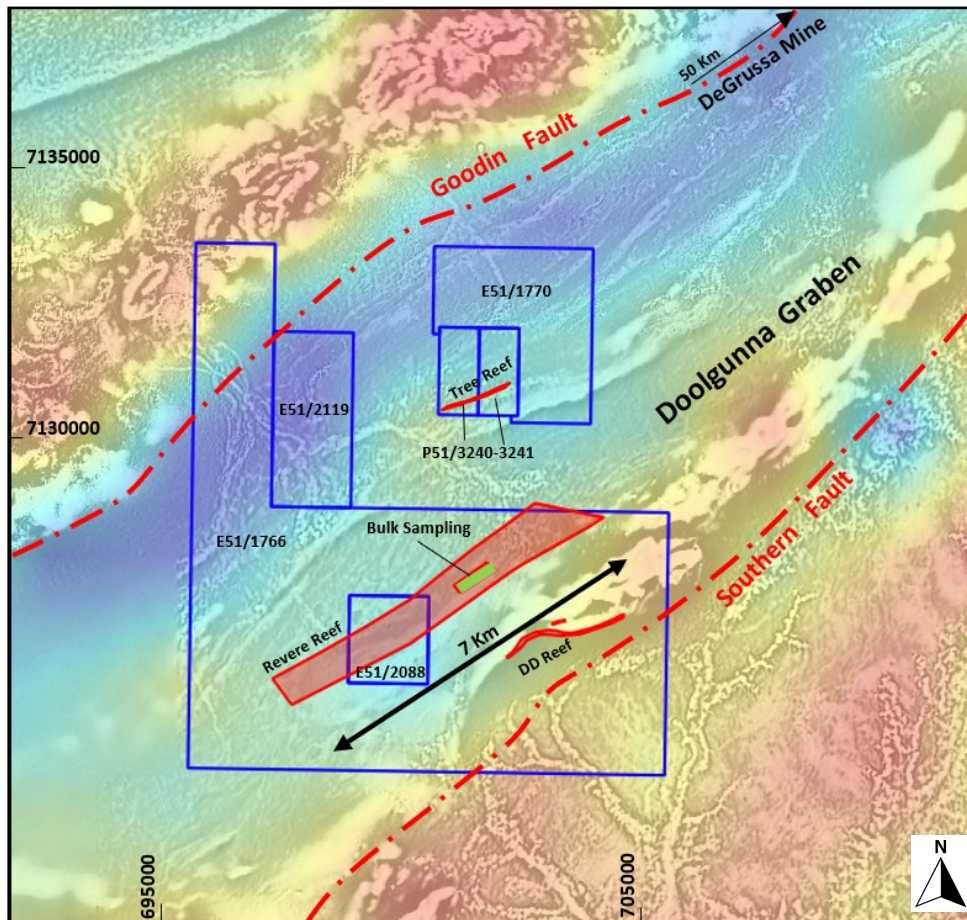 50 Km
DeGrussa Mine
Goodin Fault
7135000
E51/1770
Doolgunna Graben
Tree Reef
E51/2119
7130000
P51/3240-3241
Southern Fault
Bulk Sampling
E51/1766
Revere Reef
7 Km
DD Reef
E51/2088
N
695000
705000